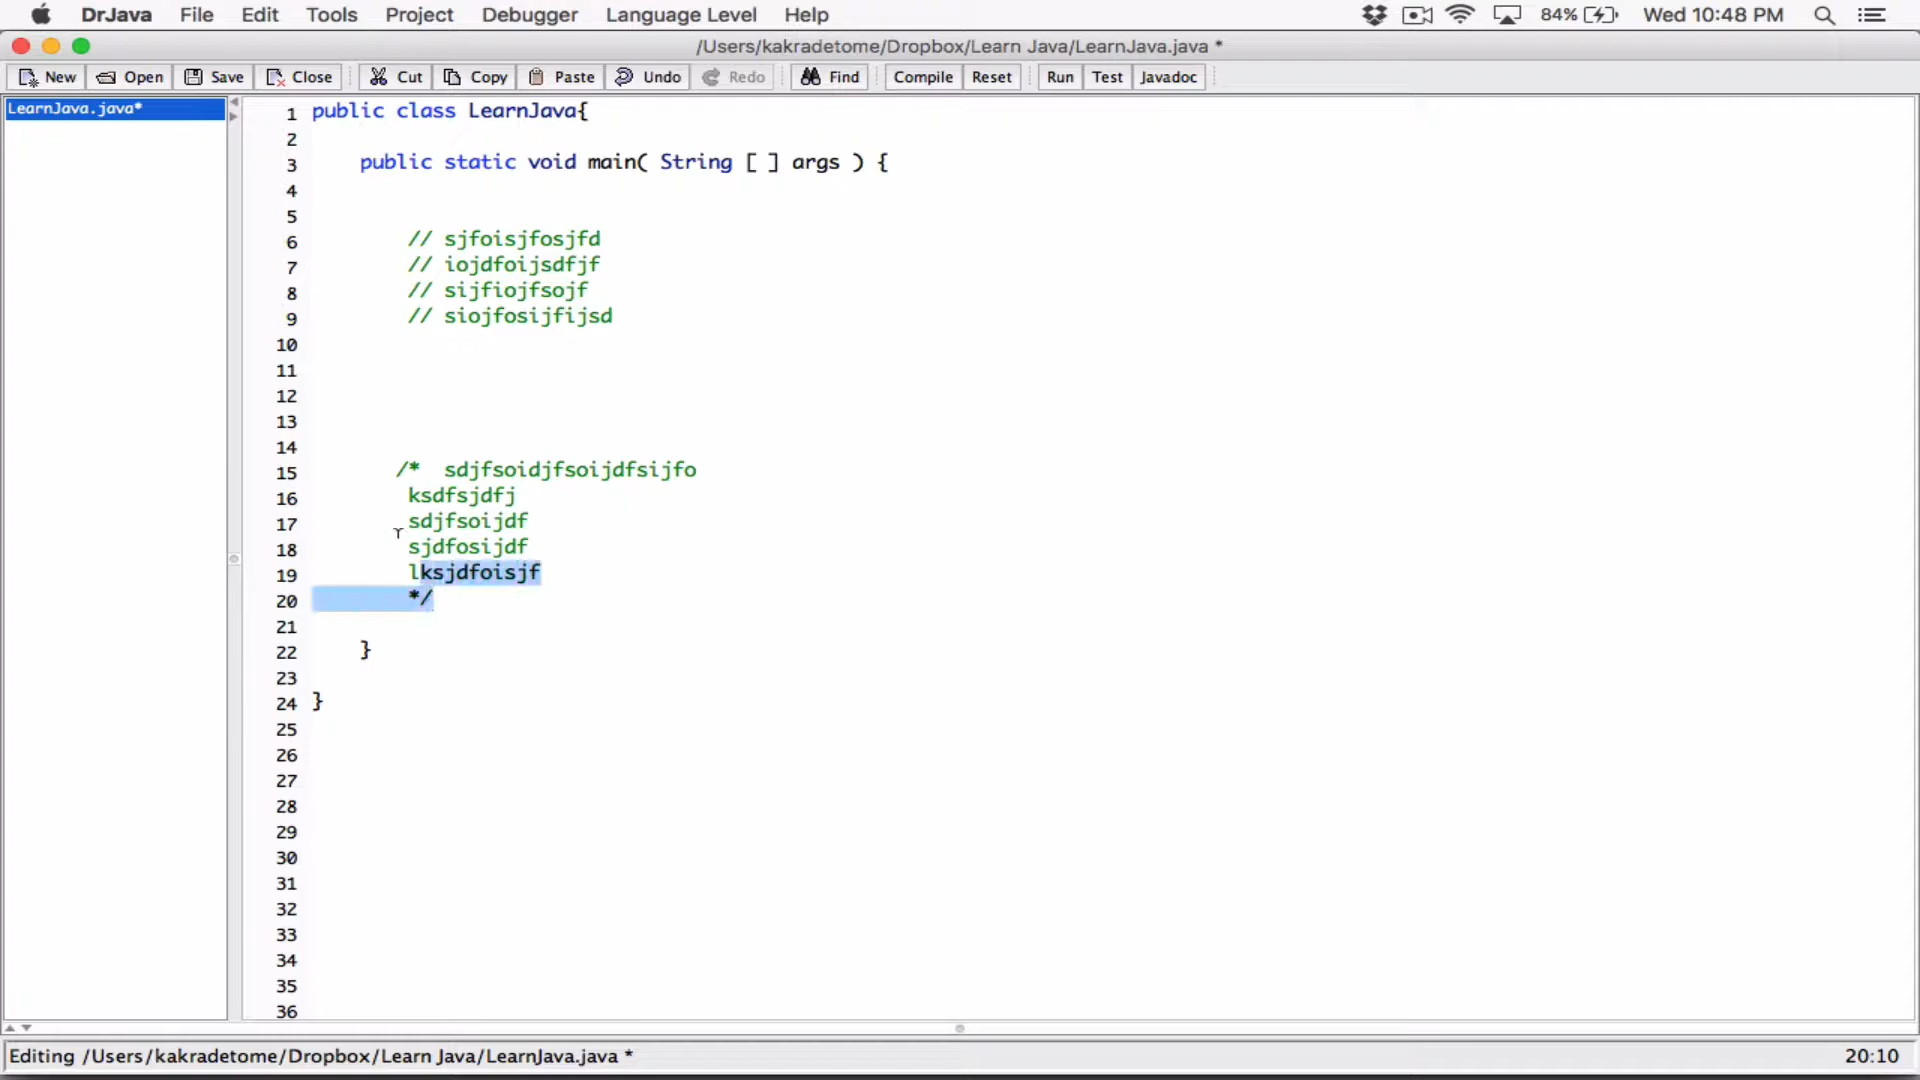 DrJava File Edit Tools Project Debugger Language Level Help 84% Wed 10:48 PM
/Users/kakradetome/Dropbox/Learn Java/LearnJava.java *
New Open Save Close Cut Copy Paste Undo Redo Find Compile Reset Run Test Javadoc
LearnJava.java*
1 public class LearnJava{
2
3 public static void main( String [ ] args ) {
4
5
6 // sjfoisjfosjfd
7 // iojdfoijsdfjf
8 // sijfiojfsojf
9 // siojfosijfijsd
10
11
12
13
14
15 /* sdjfsoidjfsoijdfsijfo
16 ksdfsjdfj
17 sdjfsoijdf
18 sjdfosijdf
19 lksjdfoisjf
20 */
21
22 }
23
24 }
25
26
27
28
29
30
31
32
33
34
35
36
Editing /Users/kakradetome/Dropbox/Learn Java/LearnJava.java * 20:10